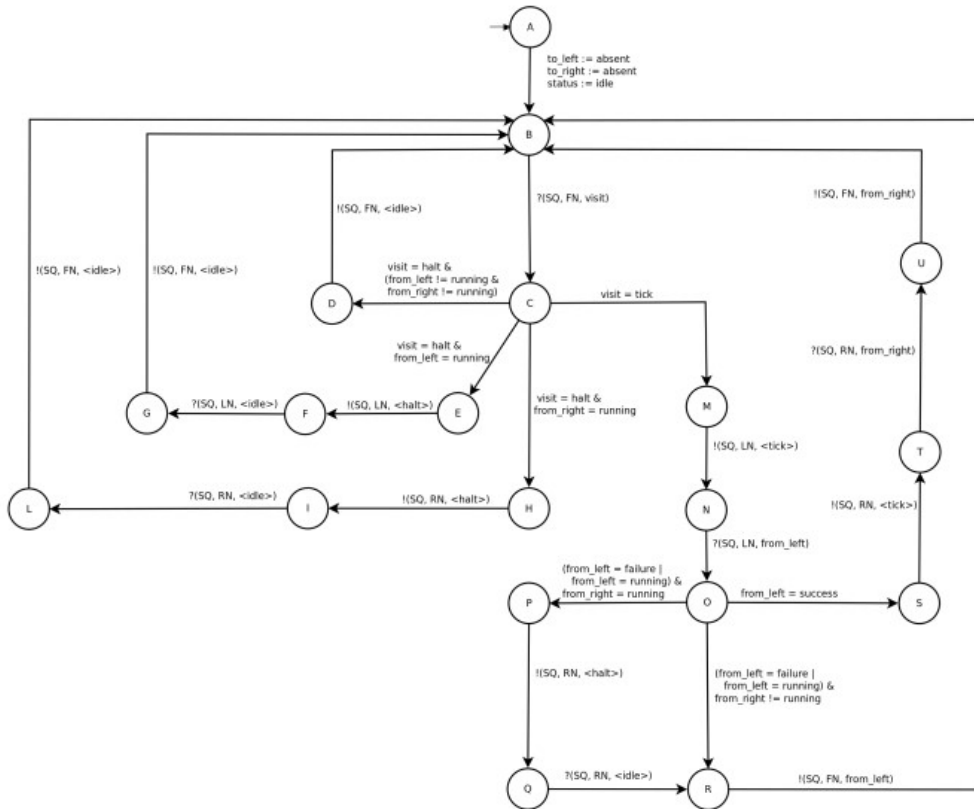 A
to_left := absent
to_right := absent
status := idle
B
?(SQ, FN, visit)
!(SQ, FN, <idle>)
!(SQ, FN, from_right)
!(SQ, FN, <idle>)
!(SQ, FN, <idle>)
U
visit = halt &
(from_left != running &
from_right != running)
D
C
visit = tick
visit = halt &
from_left = running
?(SQ, RN, from_right)
visit = halt &
from_right = running
M
G
?(SQ, LN, <idle>)
F
!(SQ, LN, <halt>)
E
!(SQ, LN, <tick>)
T
L
?(SQ, RN, <idle>)
I
!(SQ, RN, <halt>)
H
N
!(SQ, RN, <tick>)
?(SQ, LN, from_left)
(from_left = failure |
from_left = running) &
from_right = running
P
O
from_left = success
S
!(SQ, RN, <halt>)
(from_left = failure |
from_left = running) &
from_right != running
Q
?(SQ, RN, <idle>)
R
!(SQ, FN, from_left)